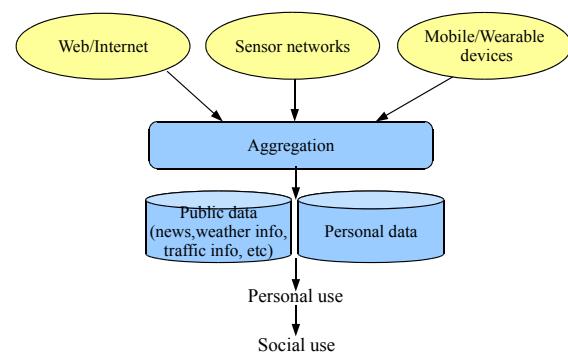 Web/Internet
Sensor networks
Mobile/Wearable
devices
Aggregation
Public data
(news,weather info,
traffic info, etc)
Personal data
Personal use
Social use